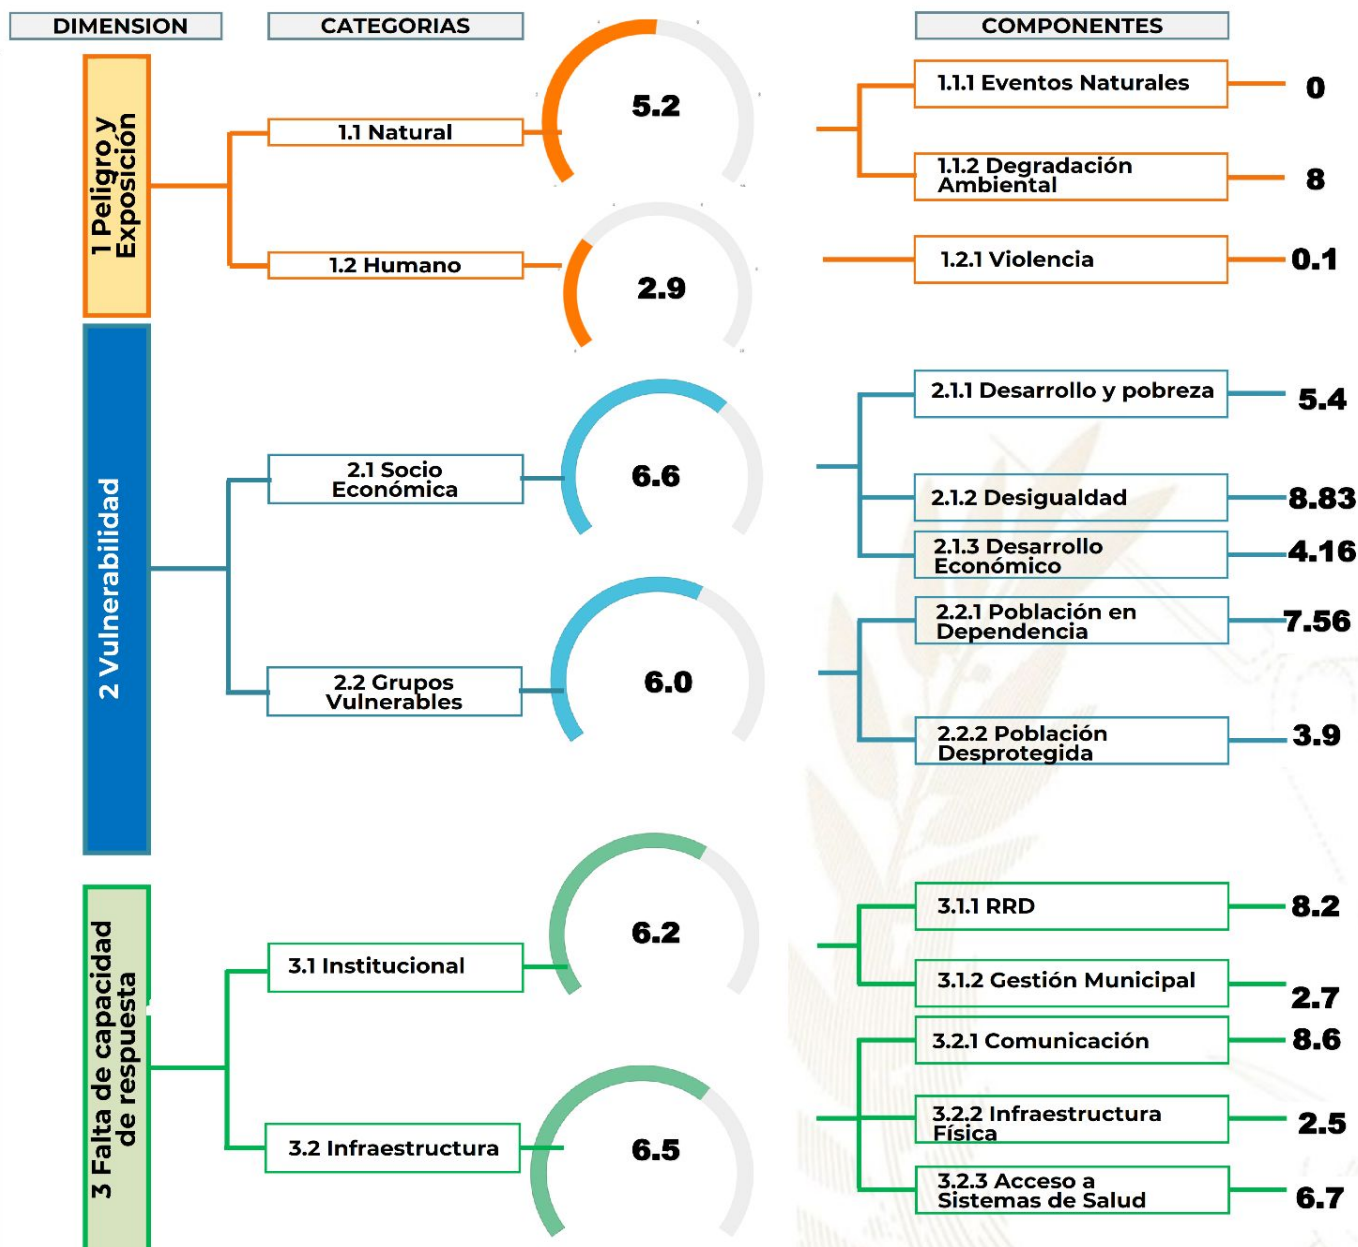 DIMENSION
CATEGORIAS
COMPONENTES
1 Peligro y
Exposición
1.1 Natural
5.2
1.1.1 Eventos Naturales
0
1.1.2 Degradación
Ambiental
8
1.2 Humano
2.9
1.2.1 Violencia
0.1
2 Vulnerabilidad
2.1 Socio
Económica
6.6
2.1.1 Desarrollo y pobreza
5.4
2.1.2 Desigualdad
8.83
2.1.3 Desarrollo
Económico
4.16
2.2 Grupos
Vulnerables
6.0
2.2.1 Población en
Dependencia
7.56
2.2.2 Población
Desprotegida
3.9
3 Falta de capacidad
de respuesta
3.1 Institucional
6.2
3.1.1 RRD
8.2
3.1.2 Gestión Municipal
2.7
3.2 Infraestructura
6.5
3.2.1 Comunicación
8.6
3.2.2 Infraestructura
Física
2.5
3.2.3 Acceso a
Sistemas de Salud
6.7